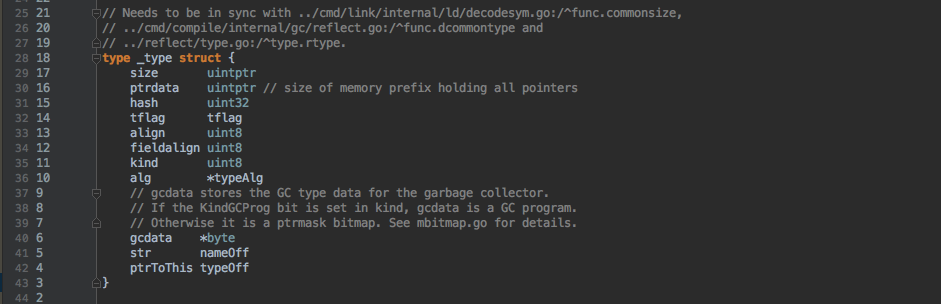 25 21 // Needs to be in sync with ../cmd/link/internal/ld/decodesym.go:/^func.commonsize,
26 20 // ../cmd/compile/internal/gc/reflect.go:/^func.dcommontype and
27 19 // ../reflect/type.go:/^type.rtype.
28 18 type _type struct {
29 17     size       uintptr
30 16     ptrdata    uintptr // size of memory prefix holding all pointers
31 15     hash       uint32
32 14     tflag      tflag
33 13     align      uint8
34 12     fieldalign uint8
35 11     kind       uint8
36 10     alg        *typeAlg
37 9     // gcdata stores the GC type data for the garbage collector.
38 8     // If the KindGCProg bit is set in kind, gcdata is a GC program.
39 7     // Otherwise it is a ptrmask bitmap. See mbitmap.go for details.
40 6     gcdata    *byte
41 5     str       nameOff
42 4     ptrToThis typeOff
43 3 }
44 2